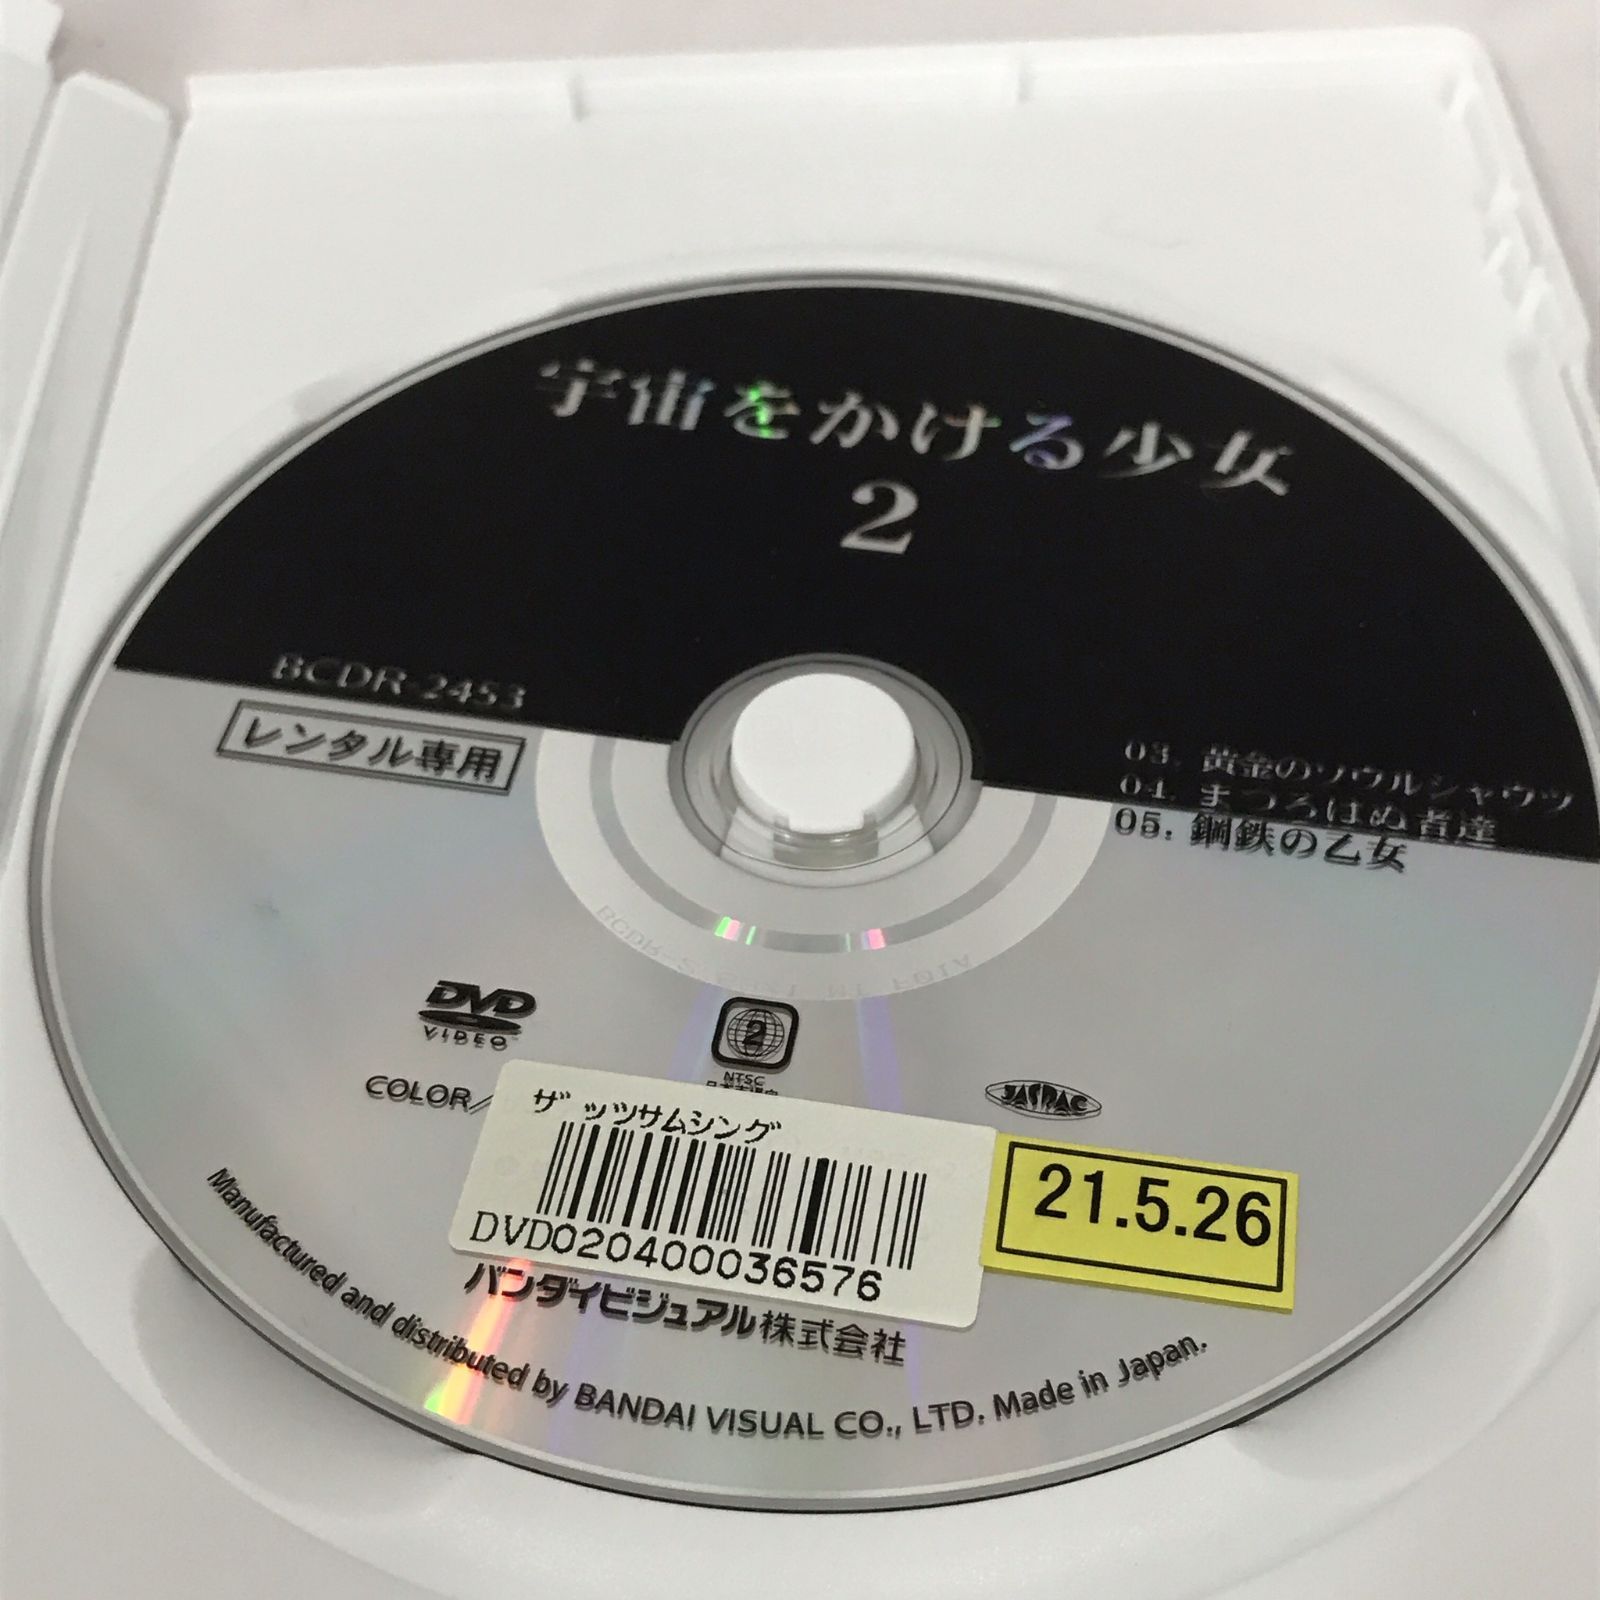 宇宙をかける少女
2
BCDR-2453
レンタル専用
03. 黄金のソウルシャウツ
04. まつろはぬ者達
05. 鋼鉄の乙女
DVD
VIDEO
2
NTSC
COLOR/
JASRAC
ザッツサムシング
DVD020400036576
21.5.26
バンダイビジュアル株式会社
Manufactured and distributed by BANDAI VISUAL CO., LTD. Made in Japan.